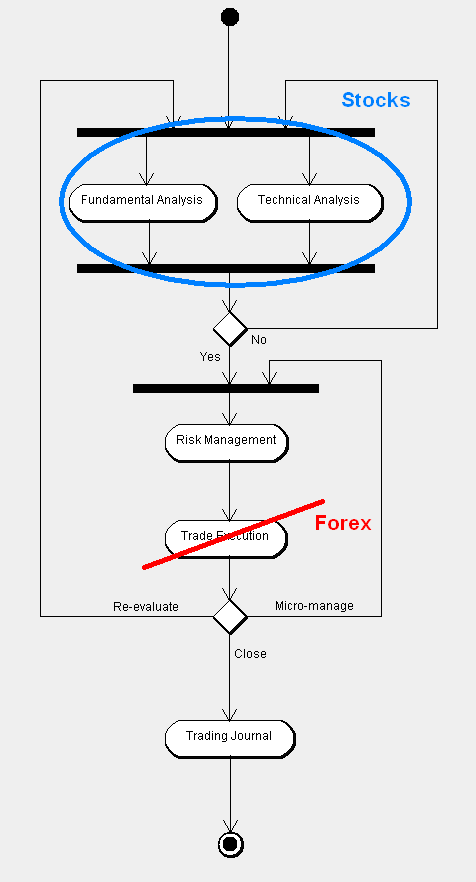 Stocks
Fundamental Analysis
Technical Analysis
No
Yes
Risk Management
Forex
Trade Execution
Re-evaluate
Micro-manage
Close
Trading Journal